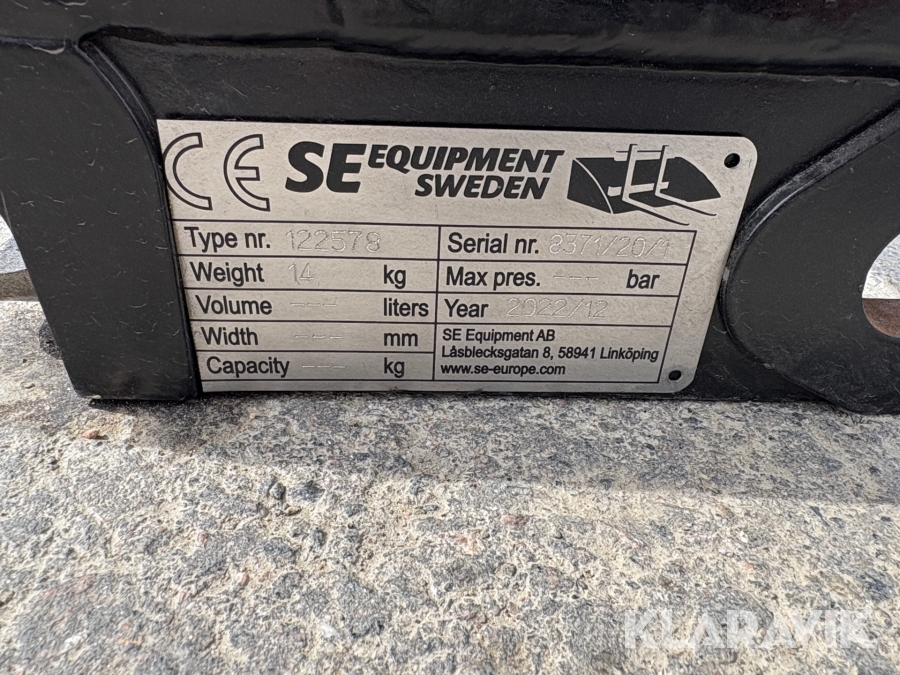 CE SE EQUIPMENT
SWEDEN
Type nr. 122578 Serial nr. 8371/20/1
Weight 14 kg Max pres. --- bar
Volume --- liters Year 2022/12
Width --- mm SE Equipment AB
Låsblecksgatan 8, 58941 Linköping
Capacity --- kg www.se-europe.com
KLARAVIK